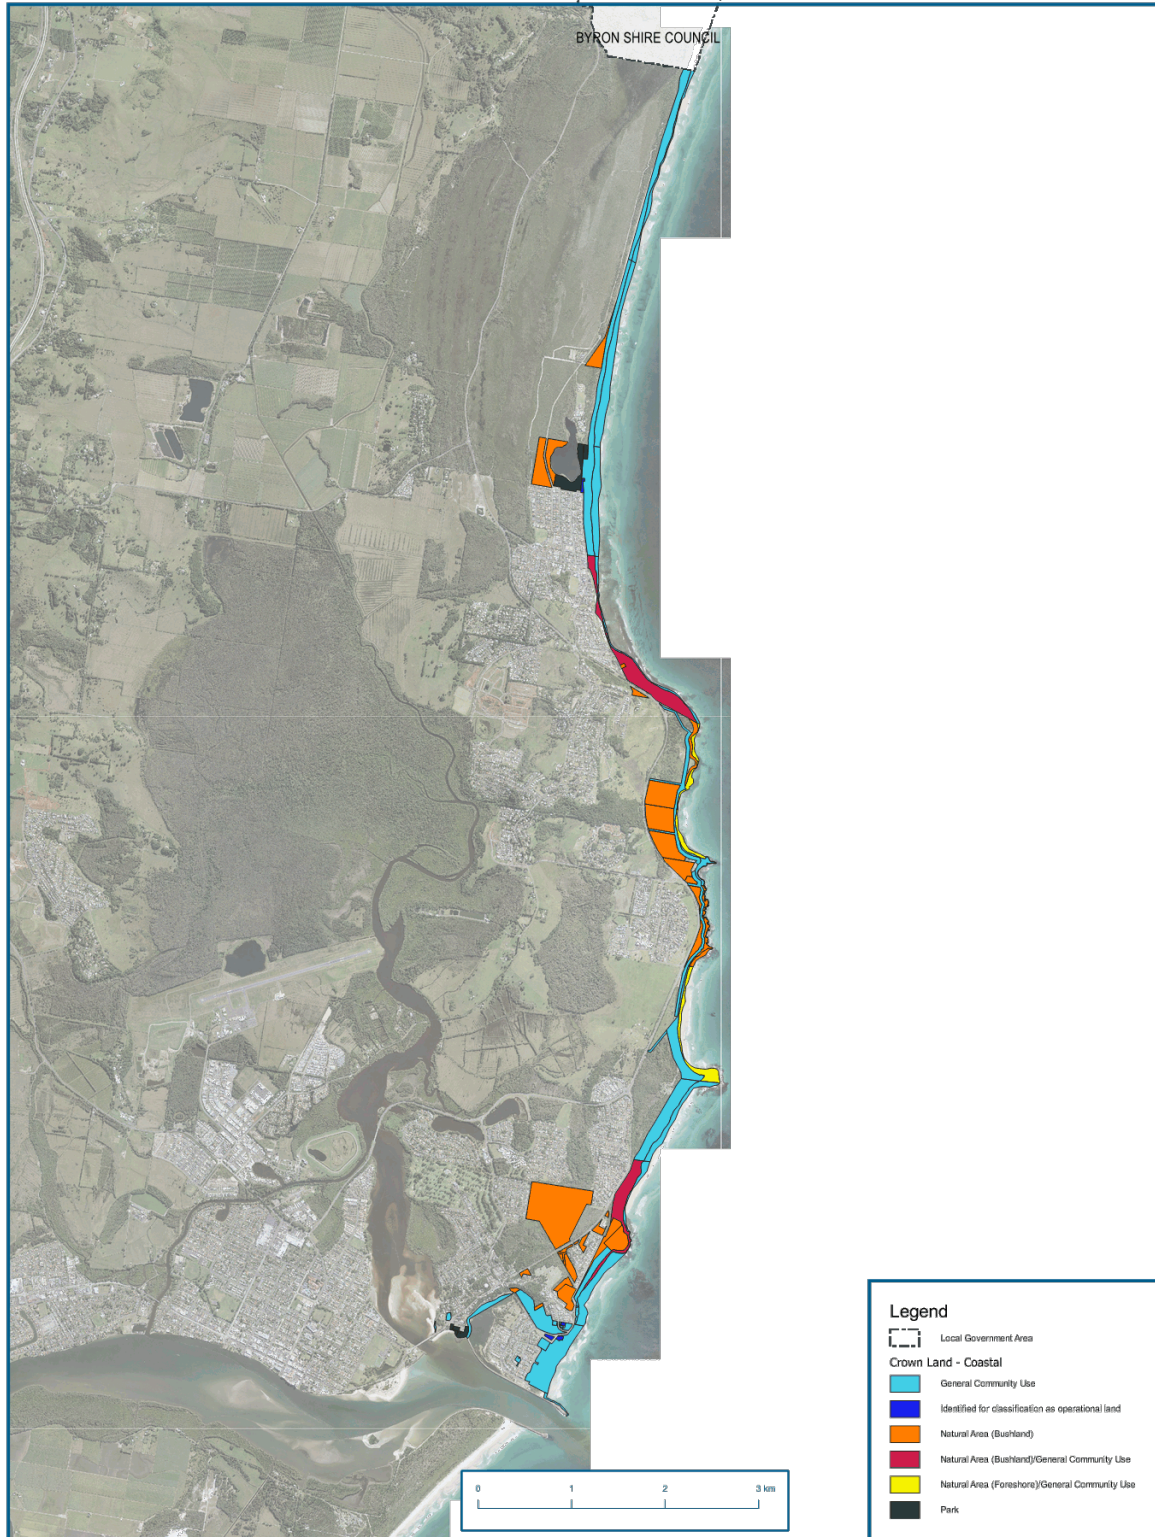 BYRON SHIRE COUNCIL
0 1 2 3 km
Legend
Local Government Area
Crown Land - Coastal
General Community Use
Identified for classification as operational land
Natural Area (Bushland)
Natural Area (Bushland)/General Community Use
Natural Area (Foreshore)/General Community Use
Park